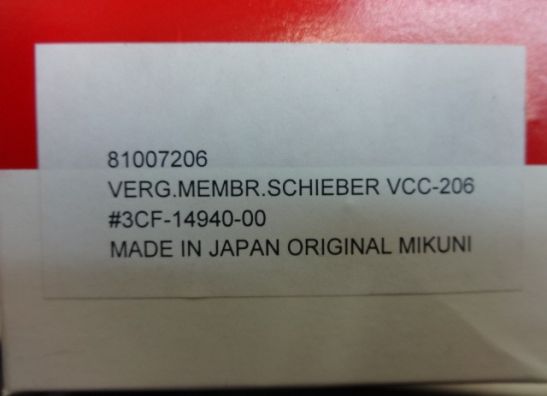 81007206
VERG.MEMBR.SCHIEBER VCC-206
#3CF-14940-00
MADE IN JAPAN ORIGINAL MIKUNI